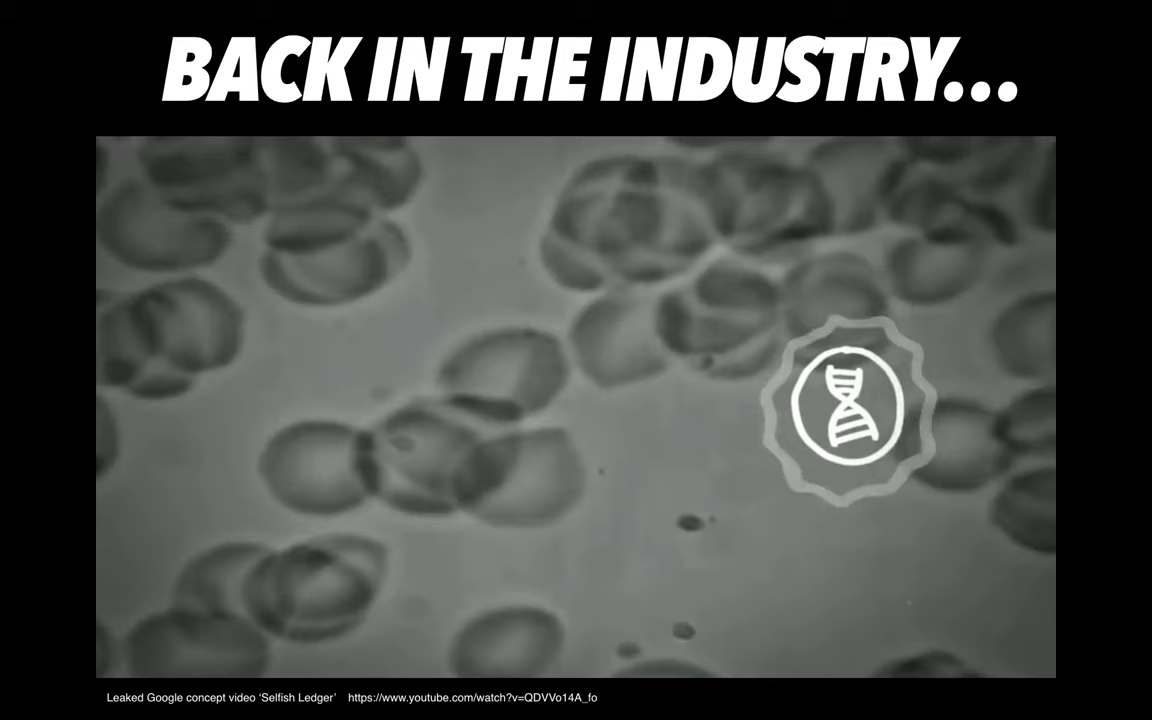 BACK IN THE INDUSTRY...
Leaked Google concept video ‘Selfish Ledger’ https://www.youtube.com/watch?v=QDVVo14A_fo